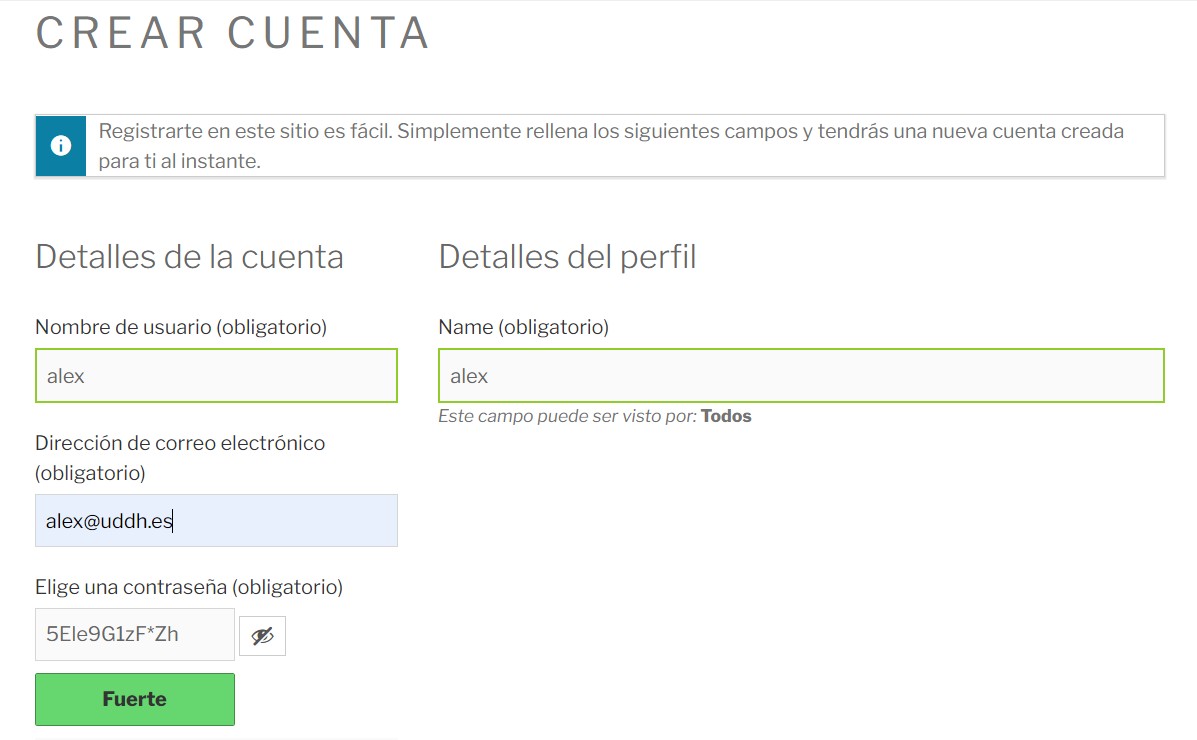 CREAR CUENTA
Registrarte en este sitio es fácil. Simplemente rellena los siguientes campos y tendrás una nueva cuenta creada
para ti al instante.
Detalles de la cuenta
Nombre de usuario (obligatorio)
alex
Dirección de correo electrónico
(obligatorio)
alex@uddh.es
Elige una contraseña (obligatorio)
5Ele9G1zF*Zh
Fuerte
Detalles del perfil
Name (obligatorio)
alex
Este campo puede ser visto por: Todos